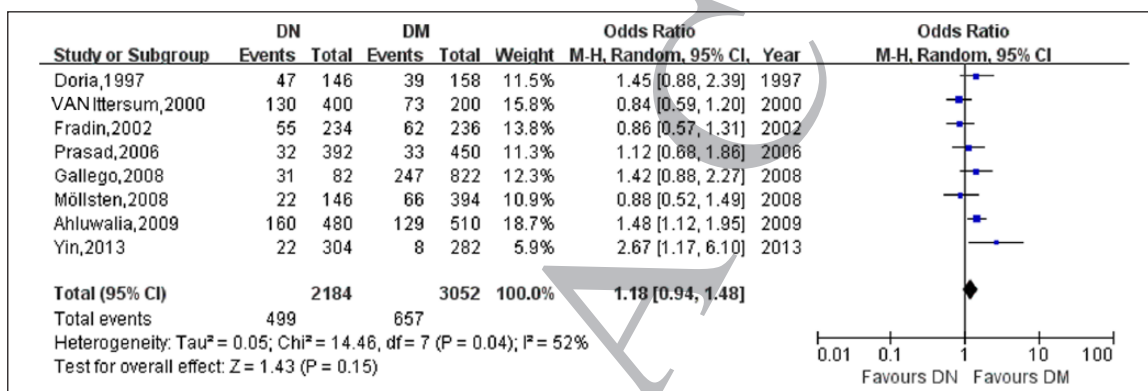 DN DM Odds Ratio Odds Ratio
Study or Subgroup Events Total Events Total Weight M-H, Random, 95% CI, Year M-H, Random, 95% CI
Doria,1997 47 146 39 158 11.5% 1.45 [0.88, 2.39] 1997
VAN Ittersum,2000 130 400 73 200 15.8% 0.84 [0.59, 1.20] 2000
Fradin,2002 55 234 62 236 13.8% 0.86 [0.57, 1.31] 2002
Prasad,2006 32 392 33 450 11.3% 1.12 [0.68, 1.86] 2006
Gallego,2008 31 82 247 822 12.3% 1.42 [0.88, 2.27] 2008
Möllsten,2008 22 146 66 394 10.9% 0.88 [0.52, 1.49] 2008
Ahluwalia,2009 160 480 129 510 18.7% 1.48 [1.12, 1.95] 2009
Yin,2013 22 304 8 282 5.9% 2.67 [1.17, 6.10] 2013
Total (95% CI) 2184 3052 100.0% 1.18 [0.94, 1.48]
Total events 499 657
Heterogeneity: Tau² = 0.05; Chi² = 14.46, df = 7 (P = 0.04); I² = 52%
Test for overall effect: Z = 1.43 (P = 0.15)
0.01 0.1 1 10 100
Favours DN Favours DM